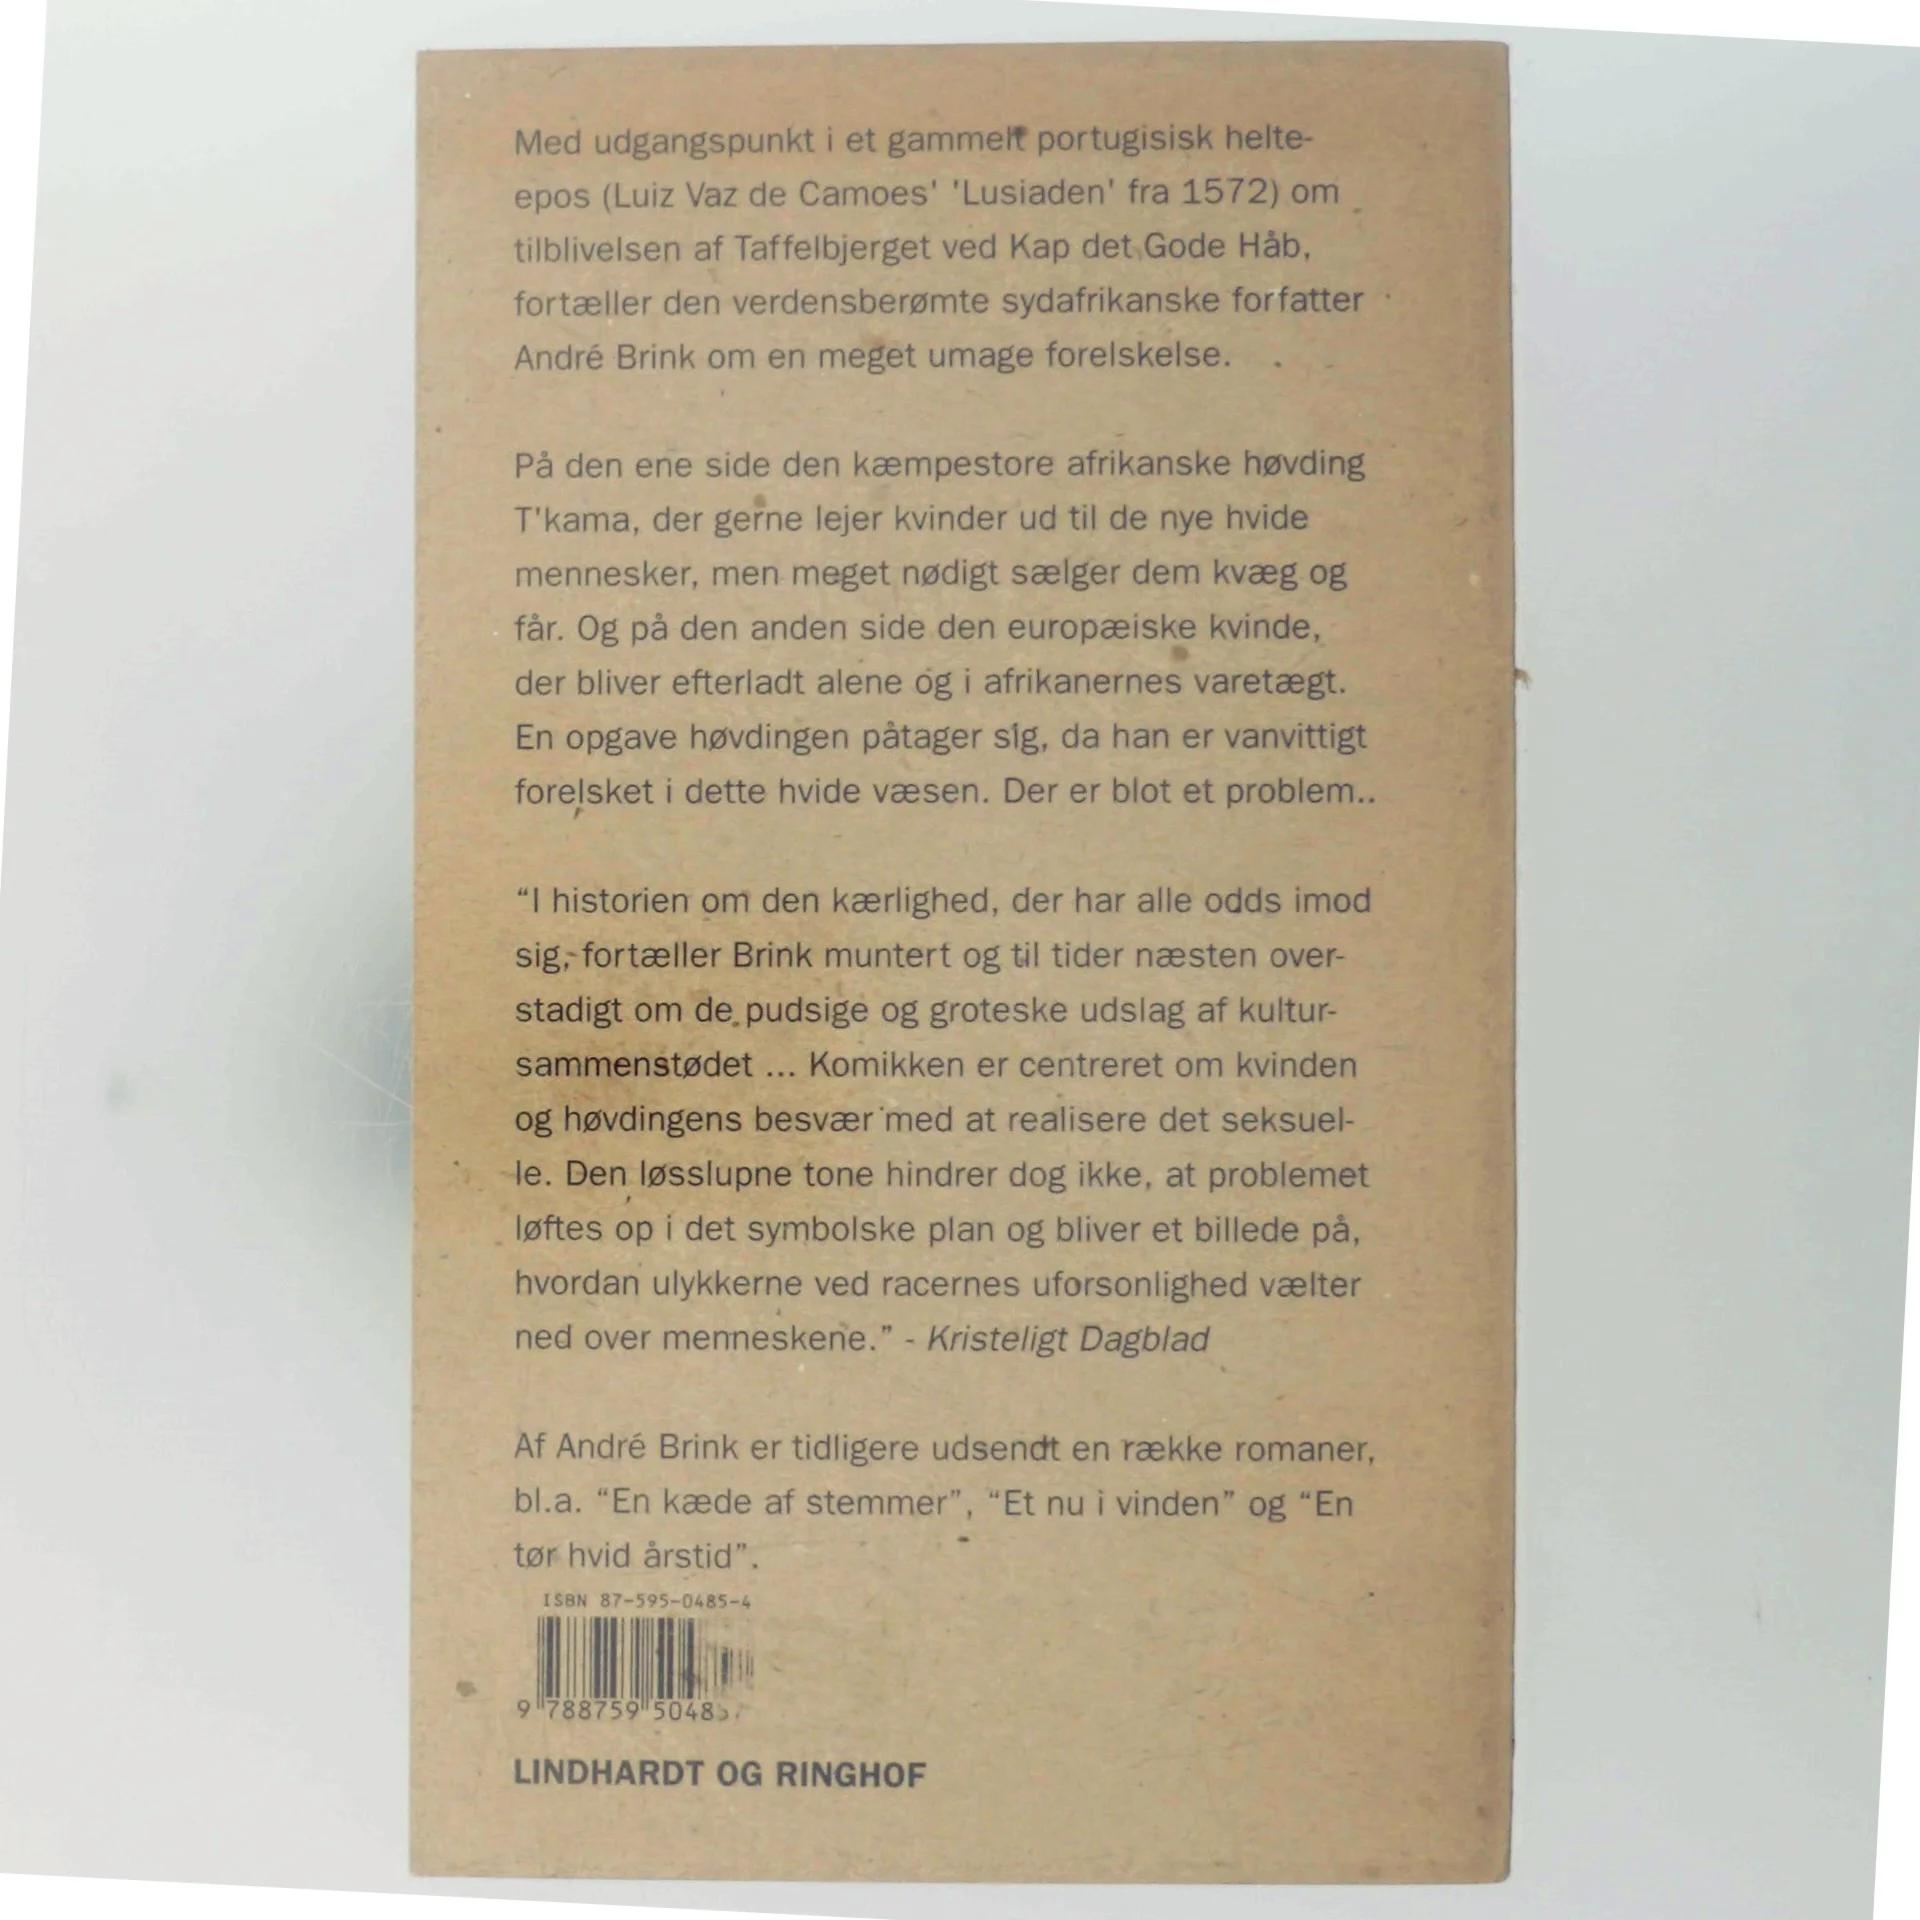 Med udgangspunkt i et gammelt portugisisk helte-
epos (Luiz Vaz de Camoes' 'Lusiaden' fra 1572) om
tilblivelsen af Taffelbjerget ved Kap det Gode Håb,
fortæller den verdensberømte sydafrikanske forfatter
André Brink om en meget umage forelskelse.
På den ene side den kæmpestore afrikanske høvding
T'kama, der gerne lejer kvinder ud til de nye hvide
mennesker, men meget nødigt sælger dem kvæg og
får. Og på den anden side den europæiske kvinde,
der bliver efterladt alene og i afrikanernes varetægt.
En opgave høvdingen påtager sig, da han er vanvittigt
forelsket i dette hvide væsen. Der er blot et problem..
“I historien om den kærlighed, der har alle odds imod
sig, fortæller Brink muntert og til tider næsten over-
stadigt om de pudsige og groteske udslag af kultur-
sammenstødet ... Komikken er centreret om kvinden
og høvdingens besvær med at realisere det seksuel-
le. Den løsslupne tone hindrer dog ikke, at problemet
løftes op i det symbolske plan og bliver et billede på,
hvordan ulykkerne ved racernes uforsonlighed vælter
ned over menneskene.” - Kristeligt Dagblad
Af André Brink er tidligere udsendt en række romaner,
bl.a. “En kæde af stemmer”, “Et nu i vinden” og “En
tør hvid årstid”.
ISBN 87-595-0485-4
9 788759 5048
LINDHARDT OG RINGHOF